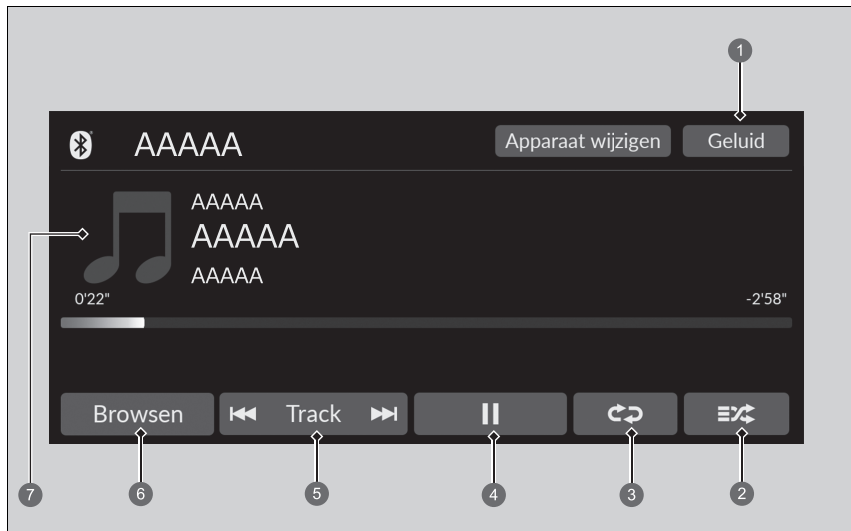 1
AAAAA
Apparaat wijzigen
Geluid
AAAAA
AAAAA
AAAAA
7
0'22"
-2'58"
Browsen
Track
6
5
4
3
2